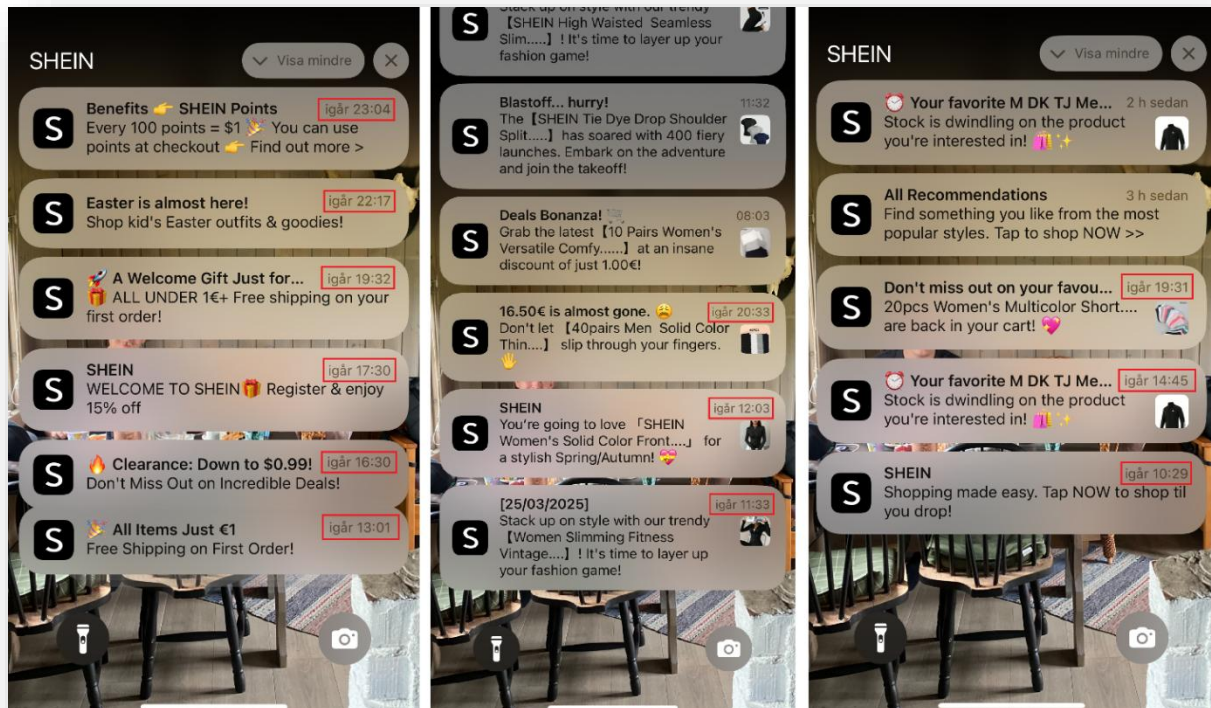 SHEIN
Visa mindre
Benefits 👉 SHEIN Points
igår 23:04
Every 100 points = $1 🎉 You can use
points at checkout 👉 Find out more >
Easter is almost here!
igår 22:17
Shop kid's Easter outfits & goodies!
🚀 A Welcome Gift Just for...
igår 19:32
🎁 ALL UNDER 1€+ Free shipping on your
first order!
SHEIN
igår 17:30
WELCOME TO SHEIN🎁 Register & enjoy
15% off
🔥 Clearance: Down to $0.99!
igår 16:30
Don't Miss Out on Incredible Deals!
🎉 All Items Just €1
igår 13:01
Free Shipping on First Order!
Stack up on style with our trendy
【SHEIN High Waisted Seamless
Slim.....】! It's time to layer up your
fashion game!
Blastoff... hurry!
11:32
The【SHEIN Tie Dye Drop Shoulder
Split.....】has soared with 400 fiery
launches. Embark on the adventure
and join the takeoff!
Deals Bonanza! 🛒
08:03
Grab the latest【10 Pairs Women's
Versatile Comfy......】at an insane
discount of just 1.00€!
16.50€ is almost gone. 😩
igår 20:33
Don't let 【40pairs Men Solid Color
Thin....】 slip through your fingers.
🖐
SHEIN
igår 12:03
You're going to love 「SHEIN
Women's Solid Color Front....」 for
a stylish Spring/Autumn! 💝
[25/03/2025]
igår 11:33
Stack up on style with our trendy
【Women Slimming Fitness
Vintage....】! It's time to layer up
your fashion game!
SHEIN
Visa mindre
⏰ Your favorite M DK TJ Me...
2 h sedan
Stock is dwindling on the product
you're interested in! 🛍✨
All Recommendations
3 h sedan
Find something you like from the most
popular styles. Tap to shop NOW >>
Don't miss out on your favou...
igår 19:31
20pcs Women's Multicolor Short....
are back in your cart! 💖
⏰ Your favorite M DK TJ Me...
igår 14:45
Stock is dwindling on the product
you're interested in! 🛍✨
SHEIN
igår 10:29
Shopping made easy. Tap NOW to shop til
you drop!